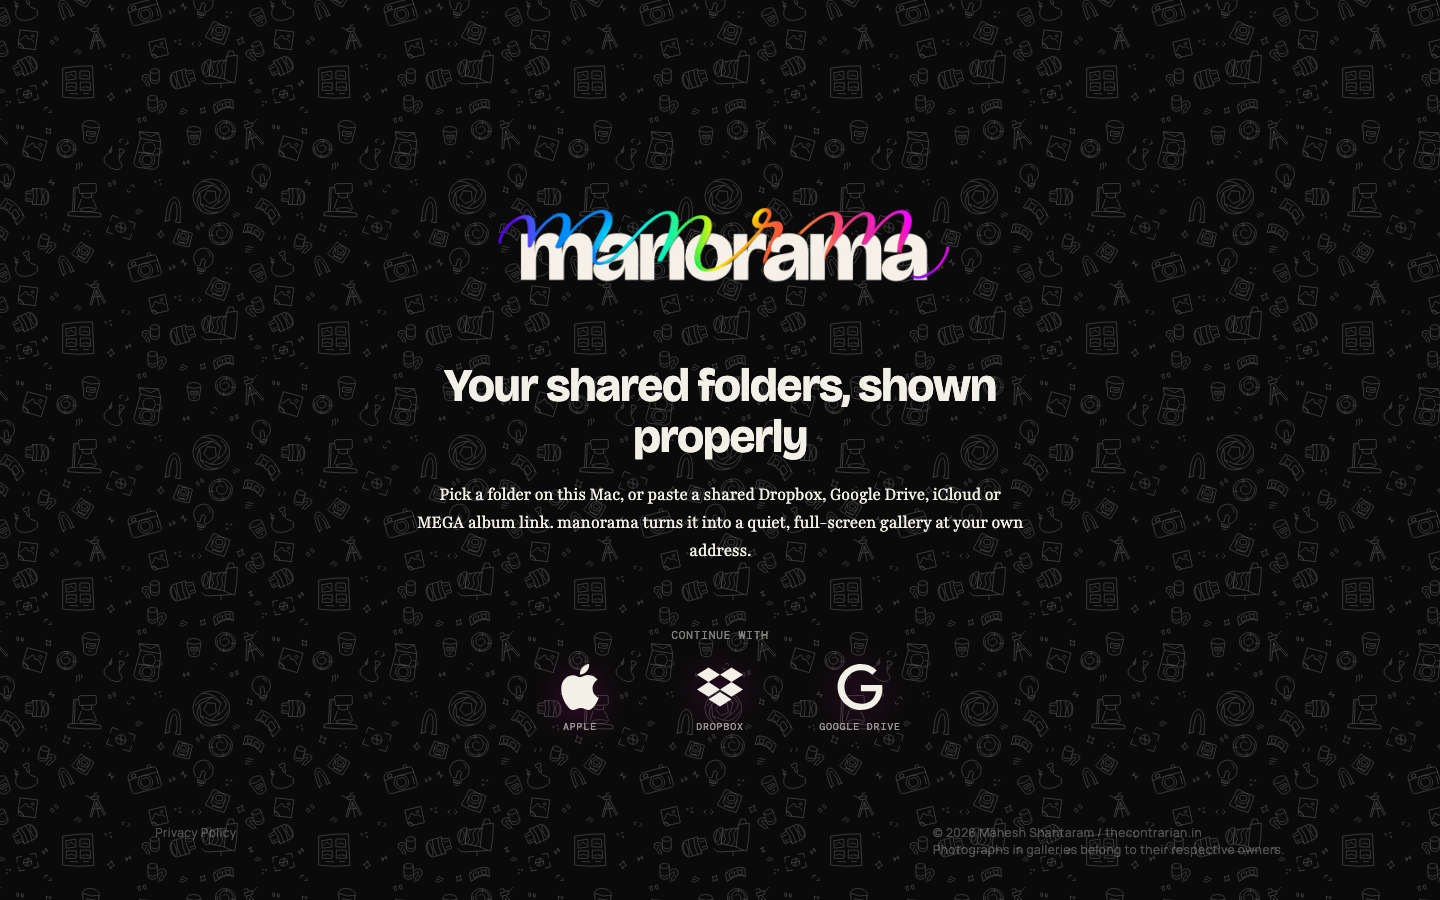 manorama
Your shared folders, shown
properly
Pick a folder on this Mac, or paste a shared Dropbox, Google Drive, iCloud or
MEGA album link. manorama turns it into a quiet, full-screen gallery at your own
address.
CONTINUE WITH
APPLE
DROPBOX
GOOGLE DRIVE
Privacy Policy
© 2026 Mahesh Shantaram / thecontrarian.in
Photographs in galleries belong to their respective owners.